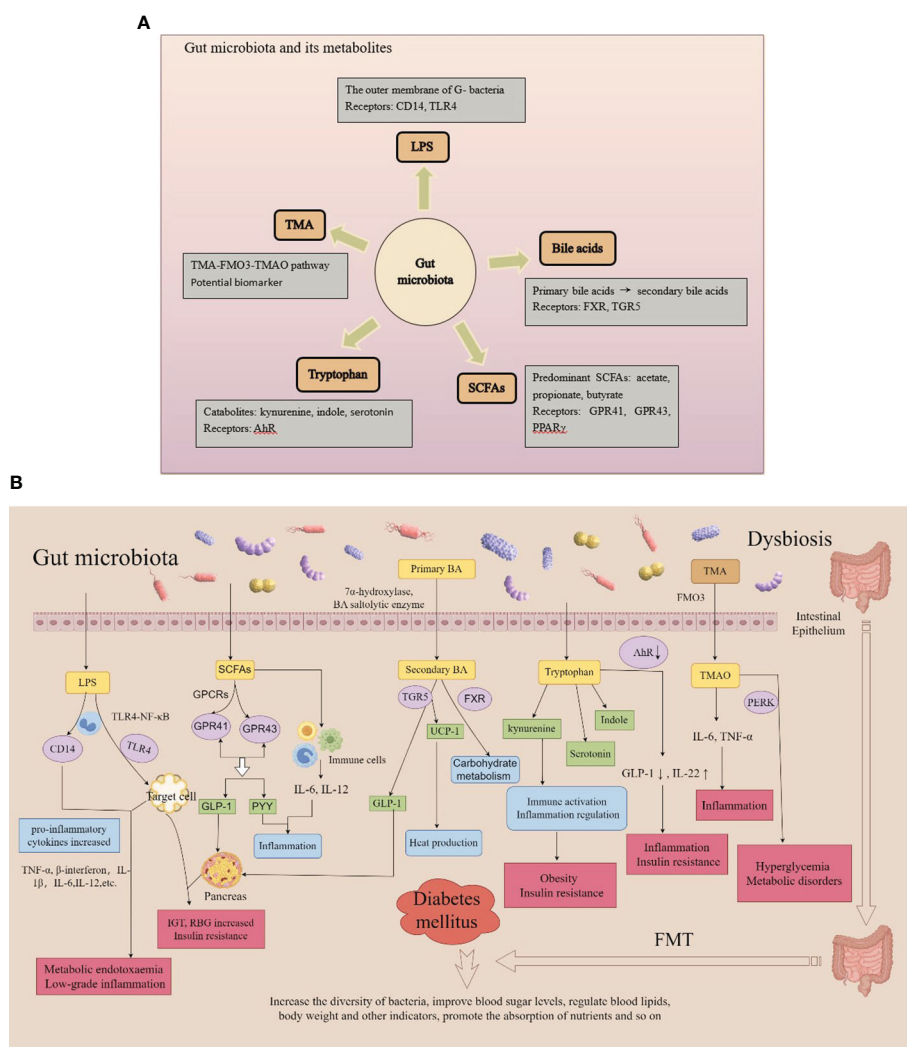 A
Gut microbiota and its metabolites
The outer membrane of G- bacteria
Receptors: CD14, TLR4
LPS
TMA
TMA-FMO3-TMAO pathway
Potential biomarker
Gut
microbiota
Bile acids
Primary bile acids → secondary bile acids
Receptors: FXR, TGR5
Tryptophan
Catabolites: kynurenine, indole, serotonin
Receptors: AhR
SCFAs
Predominant SCFAs: acetate,
propionate, butyrate
Receptors: GPR41, GPR43,
PPARγ
B
Gut microbiota
Dysbiosis
Primary BA
7α-hydroxylase,
BA saltolytic enzyme
TMA
FMO3
Intestinal
Epithelium
LPS
TLR4-NF-κB
CD14
TLR4
Target cell
pro-inflammatory
cytokines increased
TNF-α, β-interferon, IL-
1β, IL-6,IL-12,etc.
Metabolic endotoxaemia
Low-grade inflammation
IGT, RBG increased
Insulin resistance
SCFAs
GPCRs
GPR41
GPR43
GLP-1
PYY
Pancreas
Immune cells
IL-6, IL-12
Inflammation
Secondary BA
TGR5
FXR
UCP-1
Carbohydrate
metabolism
GLP-1
Heat production
Tryptophan
AhR↓
kynurenine
Indole
Serotonin
Immune activation
Inflammation regulation
Obesity
Insulin resistance
GLP-1 ↓, IL-22 ↑
Inflammation
Insulin resistance
TMAO
PERK
IL-6, TNF-α
Inflammation
Hyperglycemia
Metabolic disorders
Diabetes
mellitus
FMT
Increase the diversity of bacteria, improve blood sugar levels, regulate blood lipids,
body weight and other indicators, promote the absorption of nutrients and so on